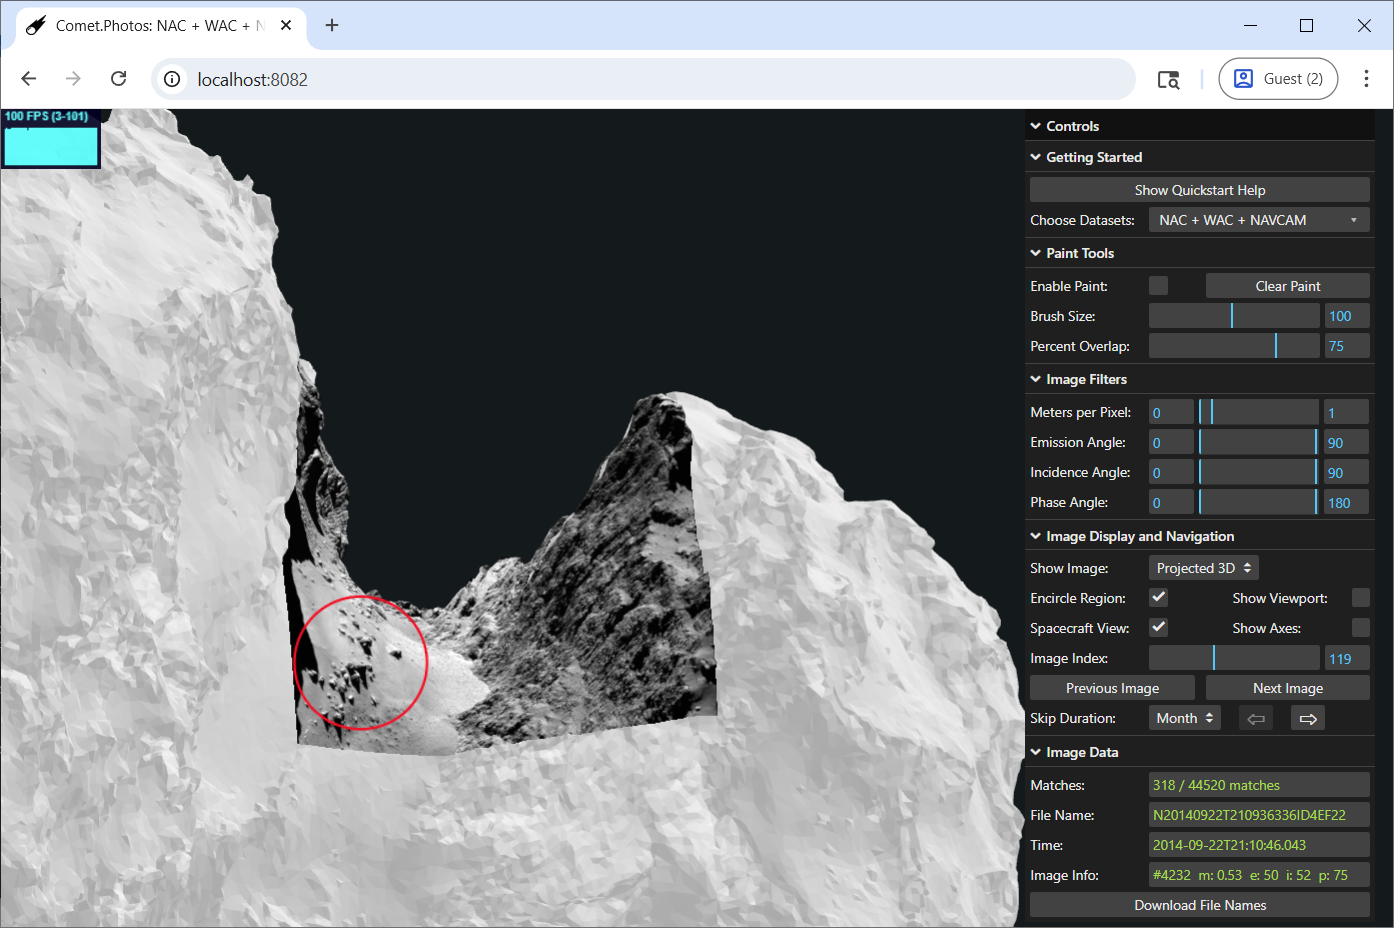 Comet.Photos: NAC + WAC + N
localhost:8082
Guest (2)
100 FPS (3-101)
Controls
Getting Started
Show Quickstart Help
Choose Datasets: NAC + WAC + NAVCAM
Paint Tools
Enable Paint: Clear Paint
Brush Size: 100
Percent Overlap: 75
Image Filters
Meters per Pixel: 0 1
Emission Angle: 0 90
Incidence Angle: 0 90
Phase Angle: 0 180
Image Display and Navigation
Show Image: Projected 3D
Encircle Region: Show Viewport:
Spacecraft View: Show Axes:
Image Index: 119
Previous Image Next Image
Skip Duration: Month
Image Data
Matches: 318 / 44520 matches
File Name: N20140922T210936336ID4EF22
Time: 2014-09-22T21:10:46.043
Image Info: #4232 m: 0.53 e: 50 i: 52 p: 75
Download File Names